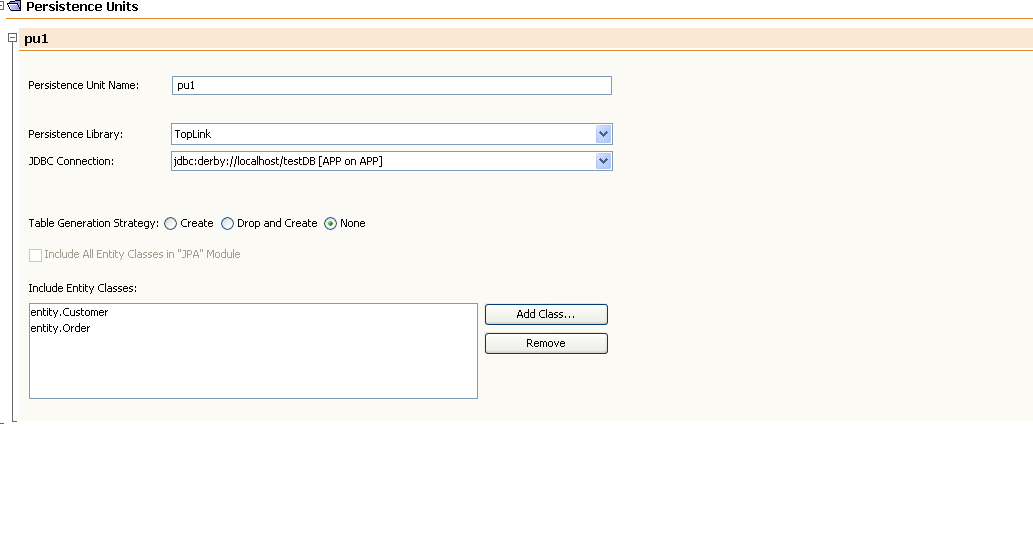 Persistence Units
pu1
Persistence Unit Name: pu1
Persistence Library: TopLink
JDBC Connection: jdbc:derby://localhost/testDB [APP on APP]
Table Generation Strategy: Create Drop and Create None
Include All Entity Classes in "JPA" Module
Include Entity Classes:
entity.Customer
entity.Order
Add Class...
Remove